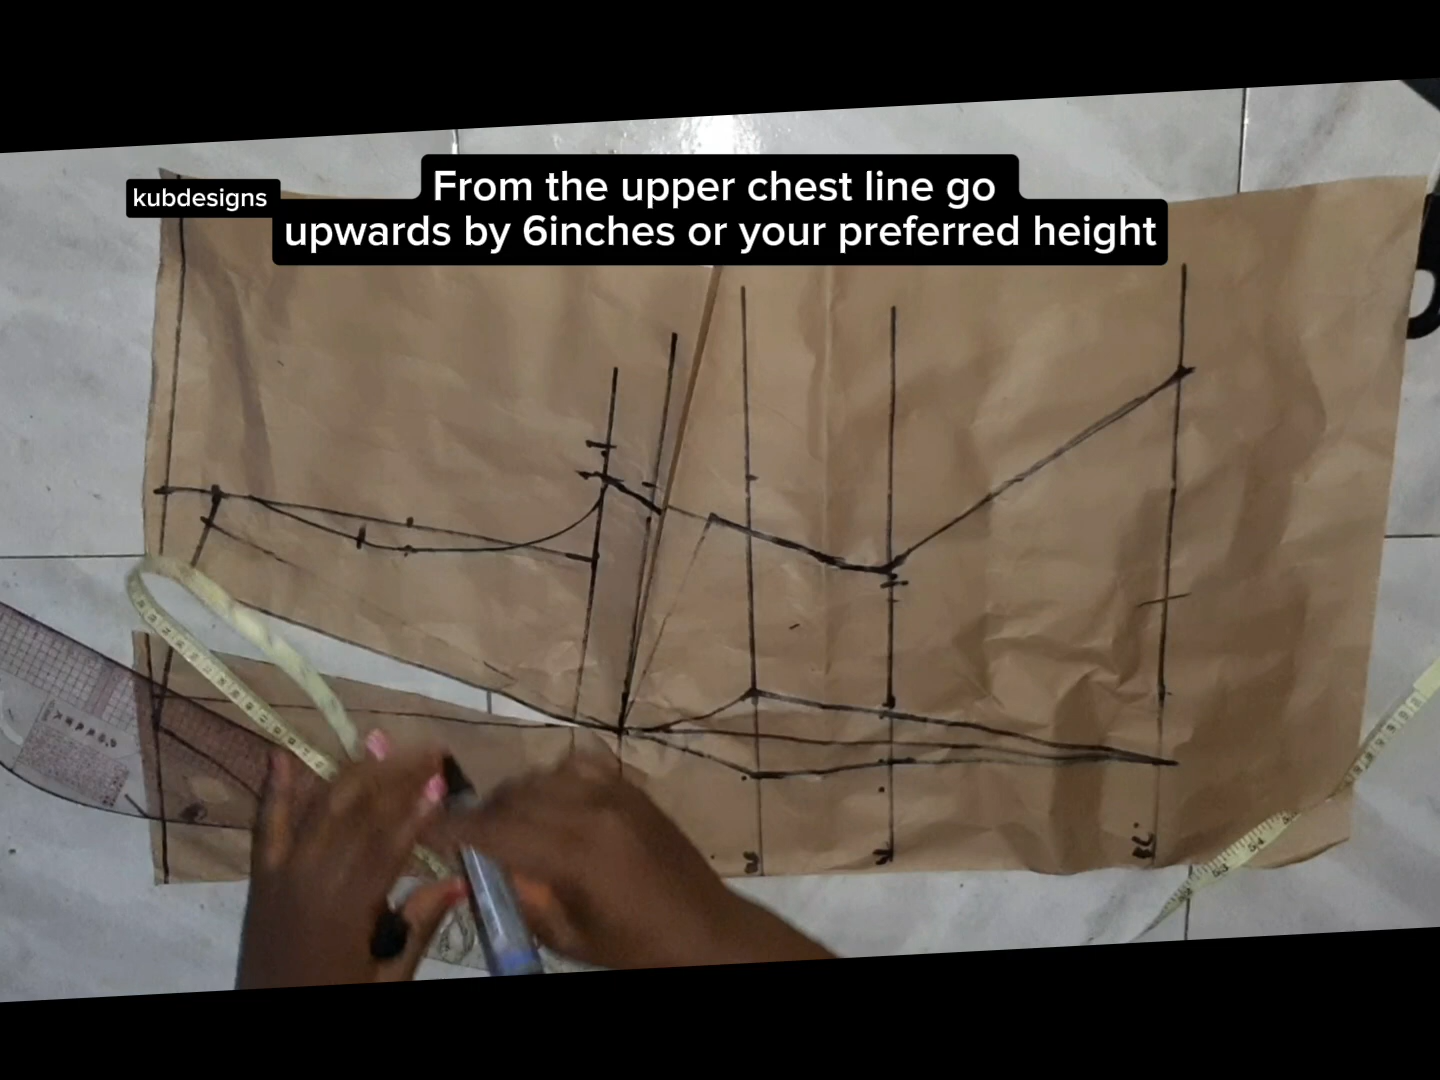 From the upper chest line go
kubdesigns
upwards by 6inches or your preferred height